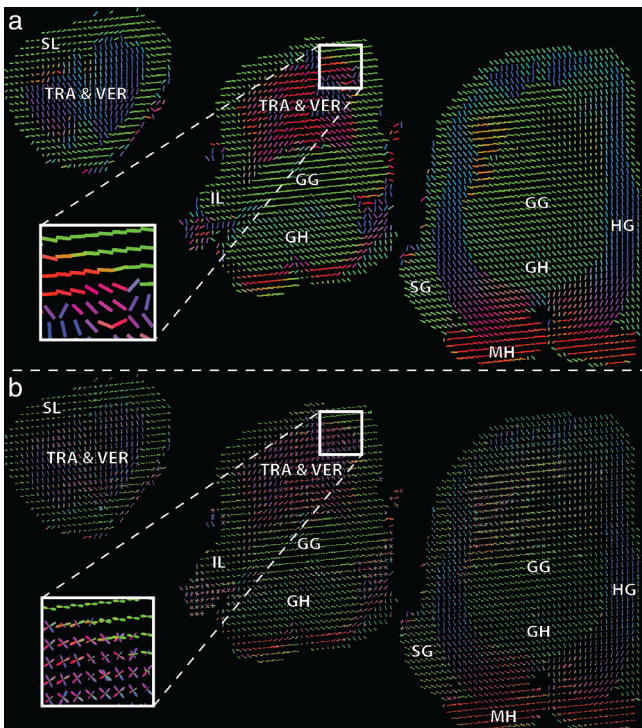 a
SL
TRA & VER
TRA & VER
GG
IL
GH
GG
HG
GH
SG
MH
b
SL
TRA & VER
TRA & VER
GG
IL
GH
GG
HG
GH
SG
MH